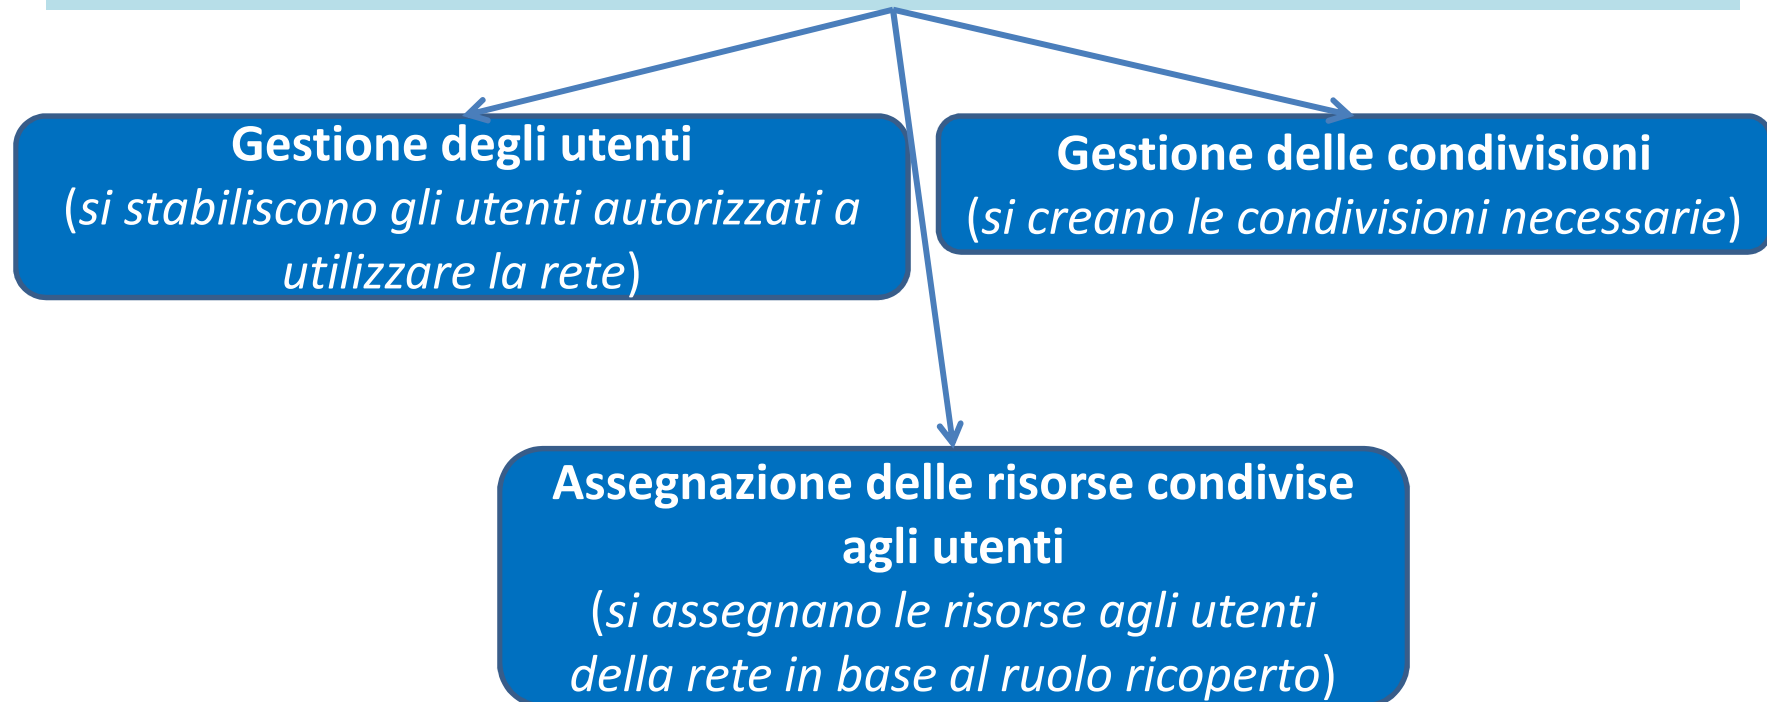 Gestione degli utenti
(si stabiliscono gli utenti autorizzati a
utilizzare la rete)
Gestione delle condivisioni
(si creano le condivisioni necessarie)
Assegnazione delle risorse condivise
agli utenti
(si assegnano le risorse agli utenti
della rete in base al ruolo ricoperto)